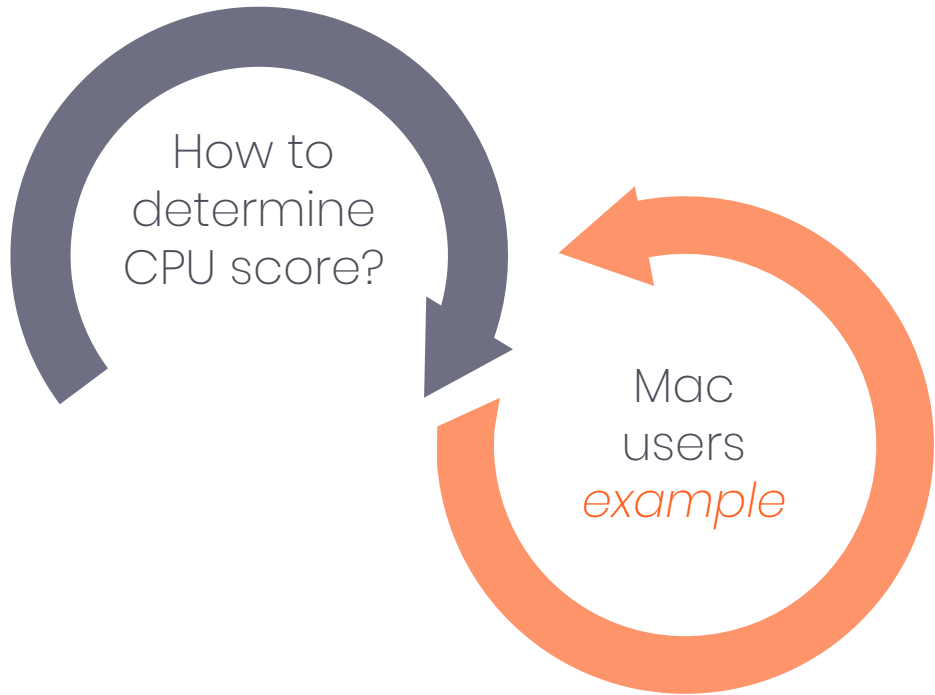 How to
determine
CPU score?
Mac
users
example